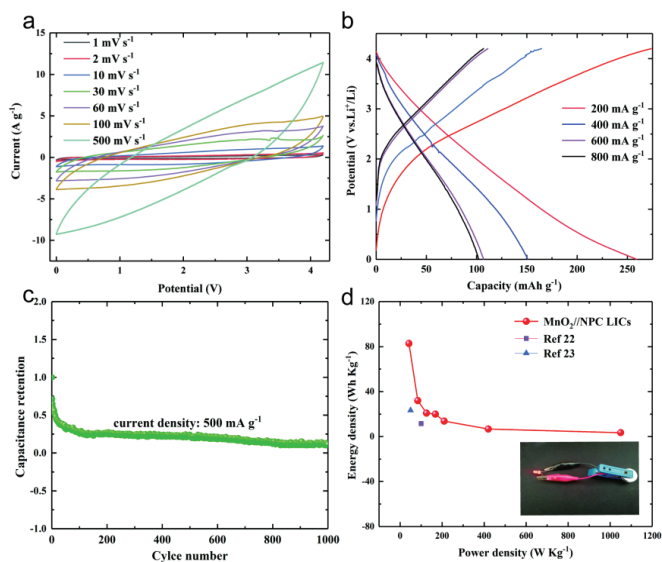 a
1 mV s⁻¹
2 mV s⁻¹
10 mV s⁻¹
30 mV s⁻¹
60 mV s⁻¹
100 mV s⁻¹
500 mV s⁻¹
15
10
5
0
-5
-10
Current (A g⁻¹)
0 1 2 3 4
Potential (V)
b
200 mA g⁻¹
400 mA g⁻¹
600 mA g⁻¹
800 mA g⁻¹
4
2
0
Potential (V vs.Li⁺/Li)
0 50 100 150 200 250
Capacity (mAh g⁻¹)
c
2.0
1.5
1.0
0.5
0.0
-0.5
-1.0
Capacitance retention
current density: 500 mA g⁻¹
0 200 400 600 800 1000
Cylce number
d
MnO₂//NPC LICs
Ref 22
Ref 23
120
80
40
0
-40
-80
Energy density (Wh Kg⁻¹)
0 200 400 600 800 1000 1200
Power density (W Kg⁻¹)